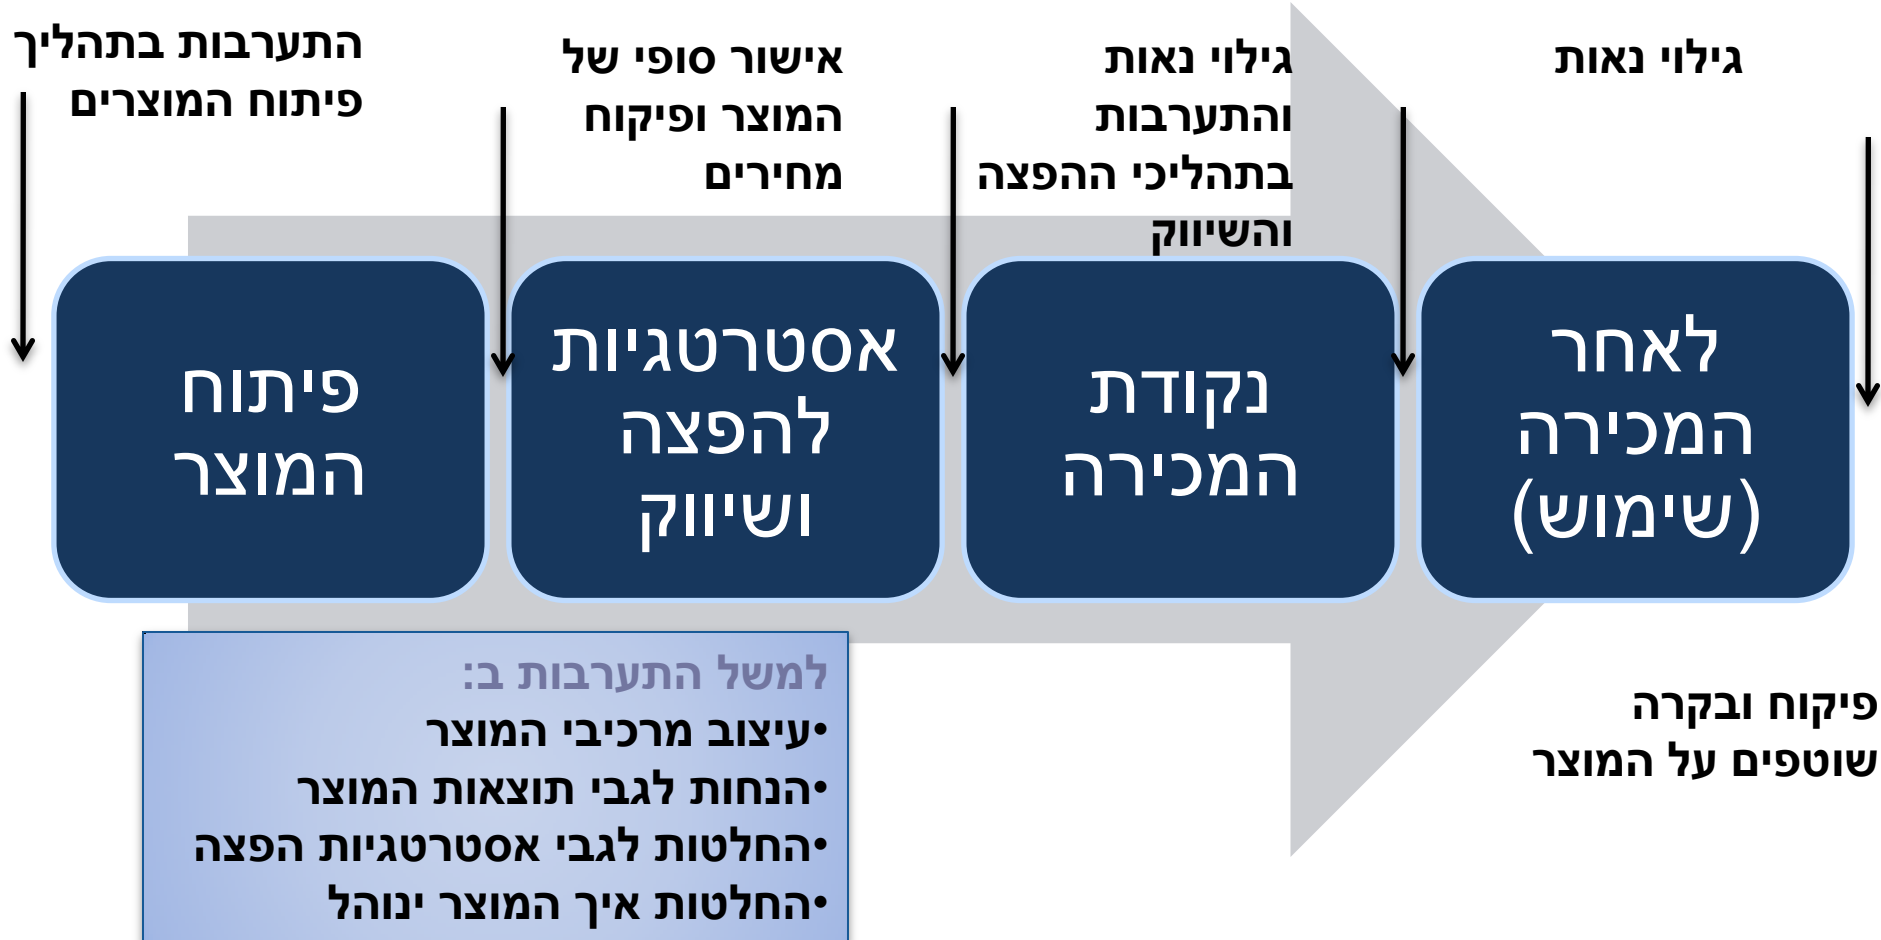 התערבות בתהליך
פיתוח המוצרים
אישור סופי של
המוצר ופיקוח
מחירים
גילוי נאות
והתערבות
בתהליכי ההפצה
והשיווק
גילוי נאות
פיתוח
המוצר
אסטרטגיות
להפצה
ושיווק
נקודת
המכירה
לאחר
המכירה
(שימוש)
למשל התערבות ב:
•עיצוב מרכיבי המוצר
•הנחות לגבי תוצאות המוצר
•החלטות לגבי אסטרטגיות הפצה
•החלטות איך המוצר ינוהל
פיקוח ובקרה
שוטפים על המוצר